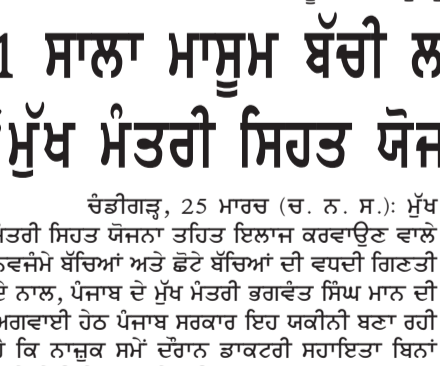 1 ਸਾਲਾ ਮਾਸੂਮ ਬੱਚੀ ਲ
ਮੁੱਖ ਮੰਤਰੀ ਸਿਹਤ ਯੋਜ
ਚੰਡੀਗੜ੍ਹ, 25 ਮਾਰਚ (ਚ. ਨ. ਸ.): ਮੁੱਖ
ਮੰਤਰੀ ਸਿਹਤ ਯੋਜਨਾ ਤਹਿਤ ਇਲਾਜ ਕਰਵਾਉਣ ਵਾਲੇ
ਨਵਜੰਮੇ ਬੱਚਿਆਂ ਅਤੇ ਛੋਟੇ ਬੱਚਿਆਂ ਦੀ ਵਧਦੀ ਗਿਣਤੀ
ਦੇ ਨਾਲ, ਪੰਜਾਬ ਦੇ ਮੁੱਖ ਮੰਤਰੀ ਭਗਵੰਤ ਸਿੰਘ ਮਾਨ ਦੀ
ਅਗਵਾਈ ਹੇਠ ਪੰਜਾਬ ਸਰਕਾਰ ਇਹ ਯਕੀਨੀ ਬਣਾ ਰਹੀ
ਹੈ ਕਿ ਨਾਜ਼ੁਕ ਸਮੇਂ ਦੌਰਾਨ ਡਾਕਟਰੀ ਸਹਾਇਤਾ ਬਿਨਾਂ